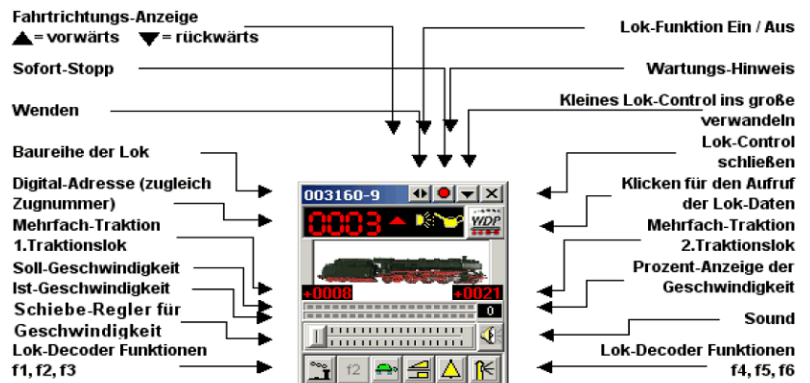 Fahrtrichtungs-Anzeige
▲= vorwärts ▼= rückwärts
Sofort-Stopp
Wenden
Baureihe der Lok
Digital-Adresse (zugleich
Zugnummer)
Mehrfach-Traktion
1.Traktionslok
Soll-Geschwindigkeit
Ist-Geschwindigkeit
Schiebe-Regler für
Geschwindigkeit
Lok-Decoder Funktionen
f1, f2, f3
003160-9
0003
WDP
+0008
+0021
0
f2
Lok-Funktion Ein / Aus
Wartungs-Hinweis
Kleines Lok-Control ins große
verwandeln
Lok-Control
schließen
Klicken für den Aufruf
der Lok-Daten
Mehrfach-Traktion
2.Traktionslok
Prozent-Anzeige der
Geschwindigkeit
Sound
Lok-Decoder Funktionen
f4, f5, f6